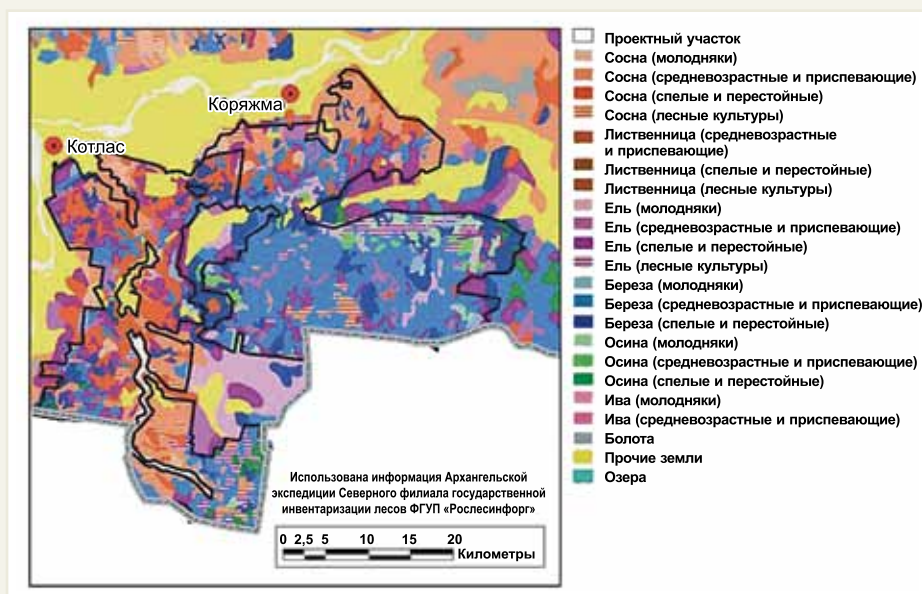 Коряжма
Котлас
Использована информация Архангельской
экспедиции Северного филиала государственной
инвентаризации лесов ФГУП «Рослесинфорг»
0 2,5 5 10 15 20
Километры
Проектный участок
Сосна (молодняки)
Сосна (средневозрастные и приспевающие)
Сосна (спелые и перестойные)
Сосна (лесные культуры)
Лиственница (средневозрастные
и приспевающие)
Лиственница (спелые и перестойные)
Лиственница (лесные культуры)
Ель (молодняки)
Ель (средневозрастные и приспевающие)
Ель (спелые и перестойные)
Ель (лесные культуры)
Береза (молодняки)
Береза (средневозрастные и приспевающие)
Береза (спелые и перестойные)
Осина (молодняки)
Осина (средневозрастные и приспевающие)
Осина (спелые и перестойные)
Ива (молодняки)
Ива (средневозрастные и приспевающие)
Болота
Прочие земли
Озера